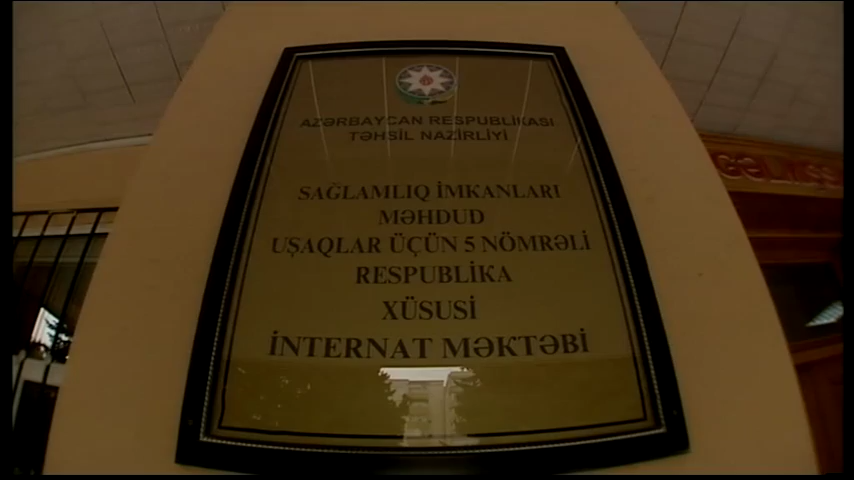 AZƏRBAYCAN RESPUBLİKASI
TƏHSİL NAZİRLİYİ
SAĞLAMLIQ İMKANLARI
MƏHDUD
UŞAQLAR ÜÇÜN 5 NÖMRƏLİ
RESPUBLİKA
XÜSUSİ
İNTERNAT MƏKTƏBİ